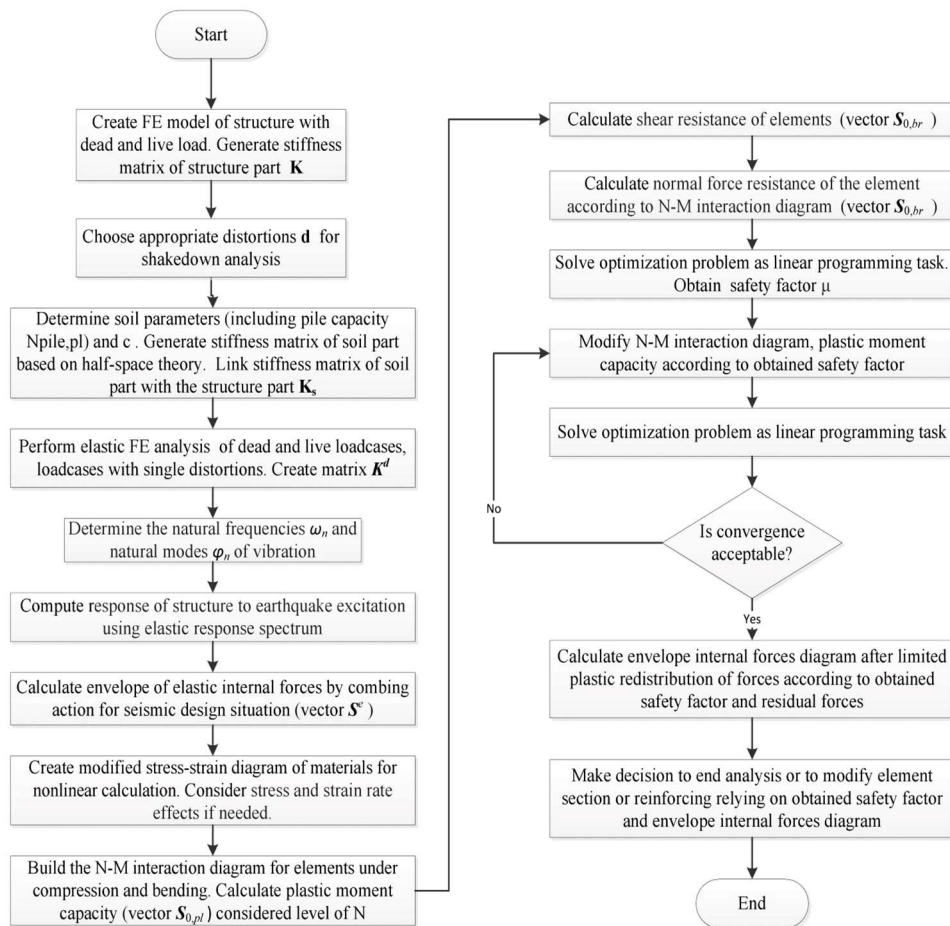 Start
Create FE model of structure with
dead and live load. Generate stiffness
matrix of structure part K
Choose appropriate distortions d for
shakedown analysis
Determine soil parameters (including pile capacity
Npile,pl) and c . Generate stiffness matrix of soil part
based on half-space theory. Link stiffness matrix of soil
part with the structure part Ks
Perform elastic FE analysis of dead and live loadcases,
loadcases with single distortions. Create matrix K^d
Determine the natural frequencies ωn and
natural modes φn of vibration
Compute response of structure to earthquake excitation
using elastic response spectrum
Calculate envelope of elastic internal forces by combing
action for seismic design situation (vector S^e )
Create modified stress-strain diagram of materials for
nonlinear calculation. Consider stress and strain rate
effects if needed.
Build the N-M interaction diagram for elements under
compression and bending. Calculate plastic moment
capacity (vector S0,pl) considered level of N
Calculate shear resistance of elements (vector S0,br )
Calculate normal force resistance of the element
according to N-M interaction diagram (vector S0,br )
Solve optimization problem as linear programming task.
Obtain safety factor μ
Modify N-M interaction diagram, plastic moment
capacity according to obtained safety factor
Solve optimization problem as linear programming task
No
Is convergence
acceptable?
Yes
Calculate envelope internal forces diagram after limited
plastic redistribution of forces according to obtained
safety factor and residual forces
Make decision to end analysis or to modify element
section or reinforcing relying on obtained safety factor
and envelope internal forces diagram
End